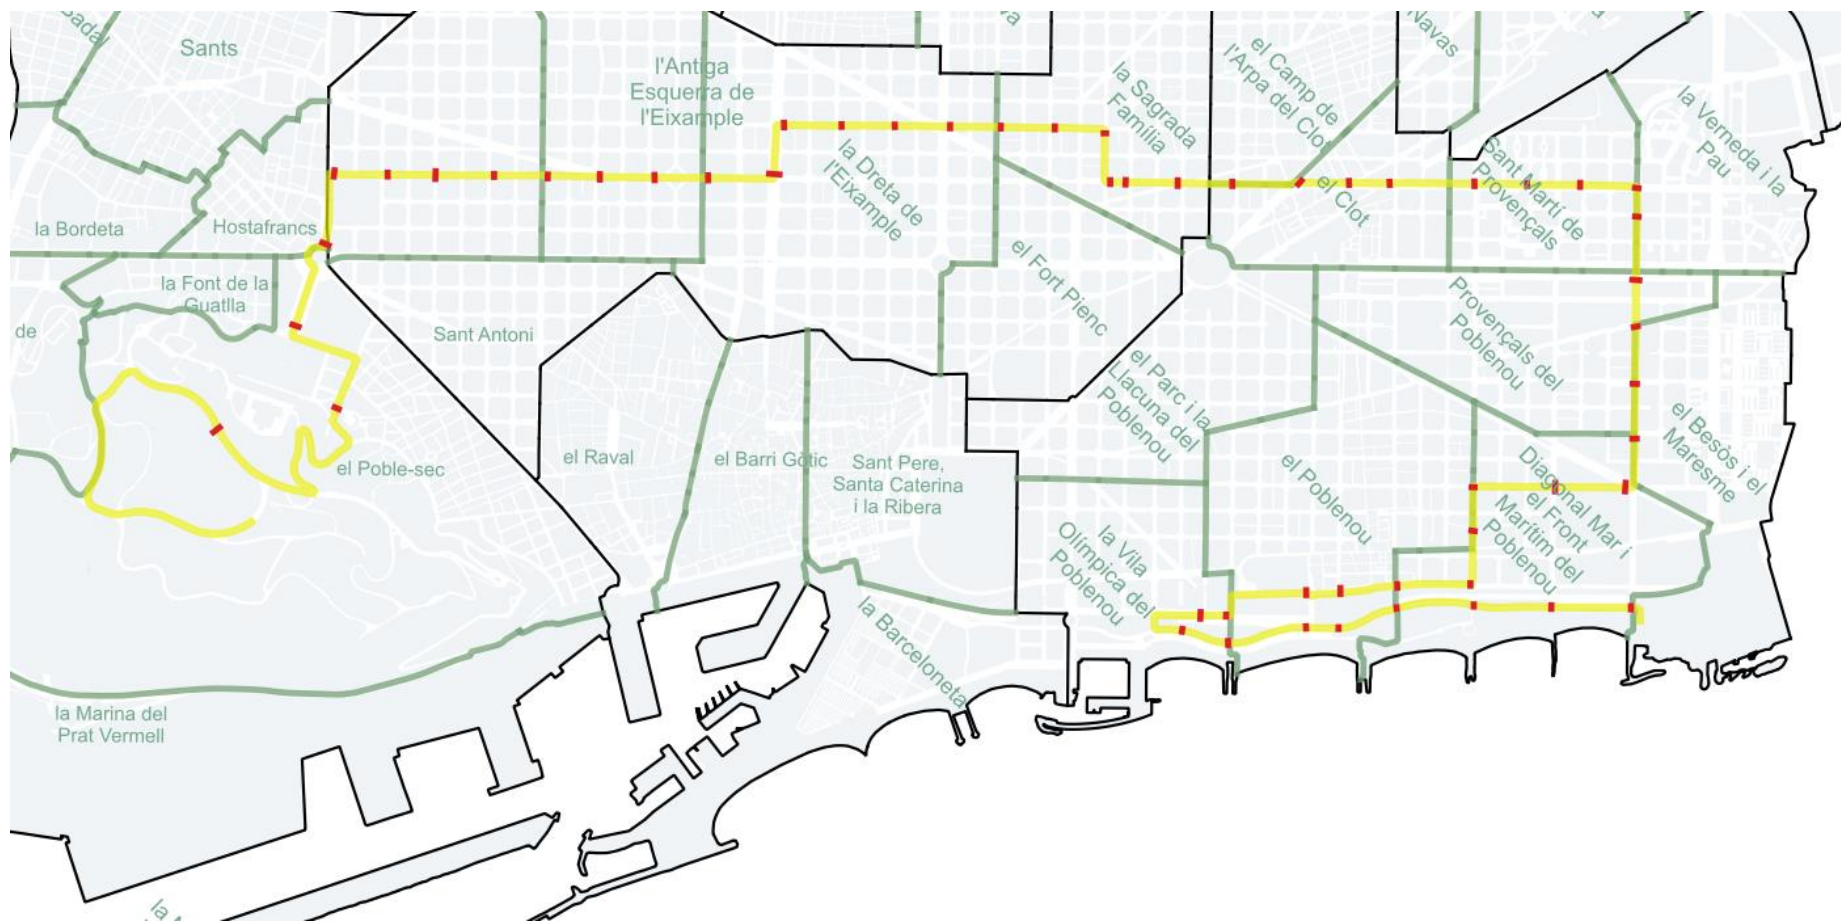 Badal
Sants
l'Antiga
Esquerra de
l'Eixample
la Sagrada
Família
el Camp de
l'Arpa del Clot
Navas
la Verneda i la
Pau
la Dreta de
l'Eixample
el Clot
Sant Martí de
Provençals
la Bordeta
Hostafrancs
el Fort Pienc
la Font de la
Guatlla
de
Sant Antoni
Provençals del
Poblenou
el Parc i la
Llacuna del
Poblenou
el Besòs i el
Maresme
el Poble-sec
el Raval
el Barri Gòtic
Sant Pere,
Santa Caterina
i la Ribera
el Poblenou
Diagonal Mar i
el Front
Marítim del
Poblenou
la Vila
Olímpica del
Poblenou
la Barceloneta
la Marina del
Prat Vermell